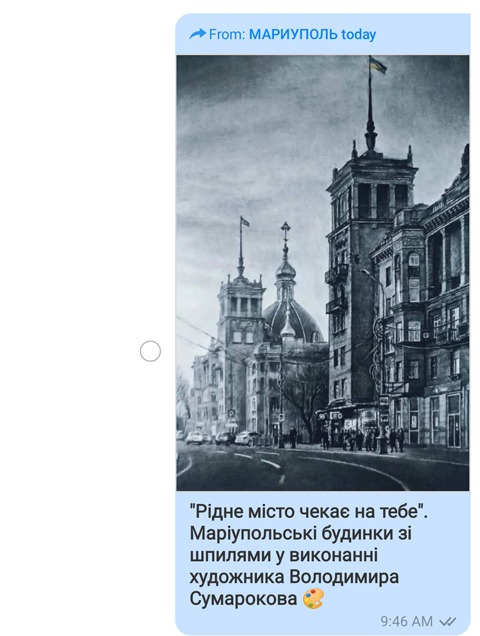 From: МАРИУПОЛЬ today
"Рідне місто чекає на тебе".
Маріупольські будинки зі
шпилями у виконанні
художника Володимира
Сумарокова 🎨
9:46 AM